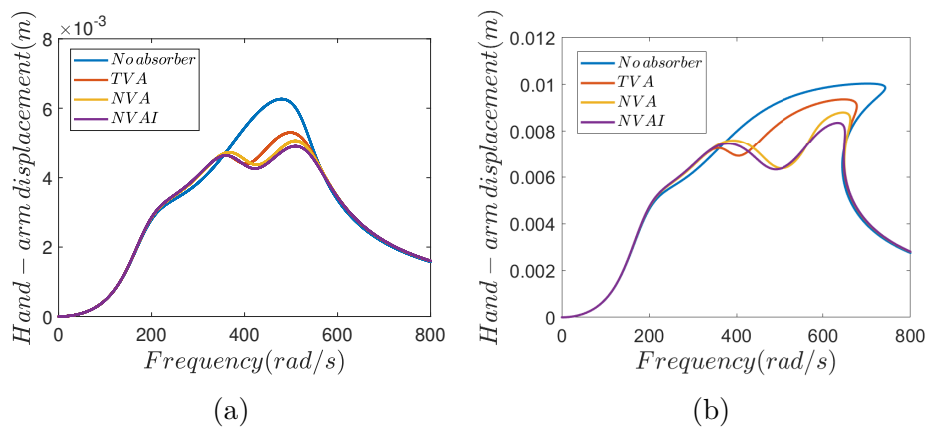 ×10⁻³
8
6
4
2
0
0 200 400 600 800
Hand − arm displacement(m)
Frequency(rad/s)
No absorber
TVA
NVA
NVAI
(a)
0.012
0.01
0.008
0.006
0.004
0.002
0
0 200 400 600 800
Hand − arm displacement(m)
Frequency(rad/s)
No absorber
TVA
NVA
NVAI
(b)